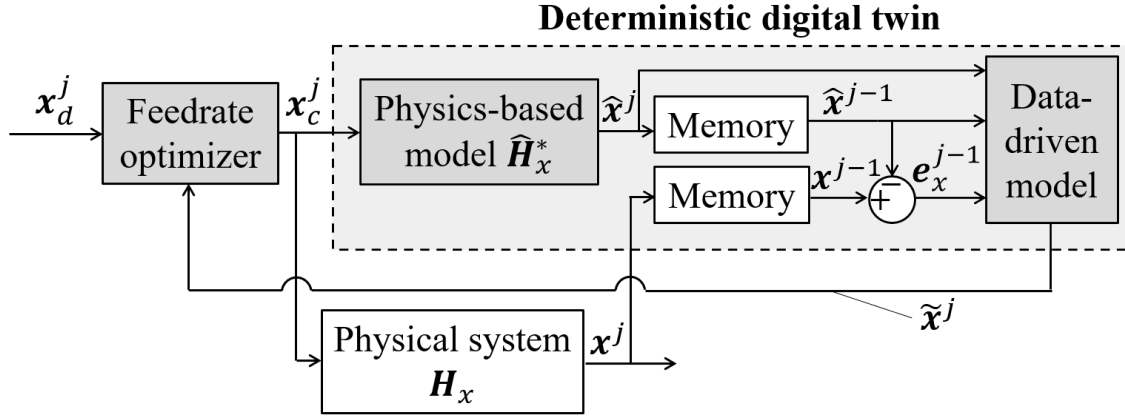 Deterministic digital twin
x_d^j
Feedrate
optimizer
x_c^j
Physics-based
model Ĥ_x^*
x̂^j
Memory
x̂^{j−1}
Memory
x^{j−1}
−
+
e_x^{j−1}
Data-
driven
model
x̃^j
Physical system
H_x
x^j